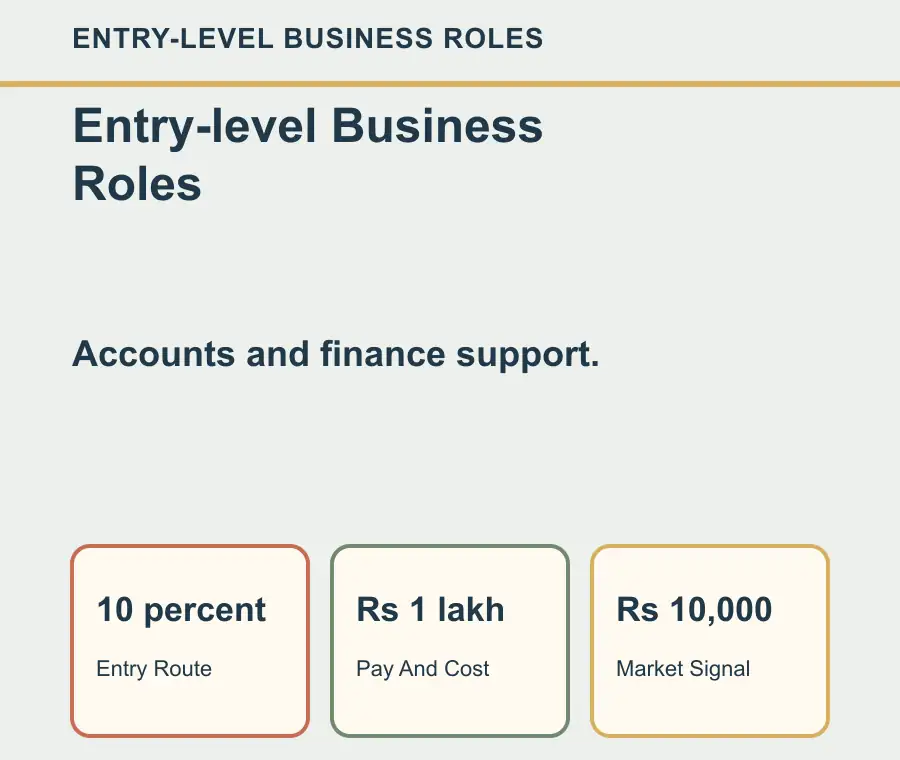 ENTRY-LEVEL BUSINESS ROLES
Entry-level Business
Roles
Accounts and finance support.
10 percent
Entry Route
Rs 1 lakh
Pay And Cost
Rs 10,000
Market Signal